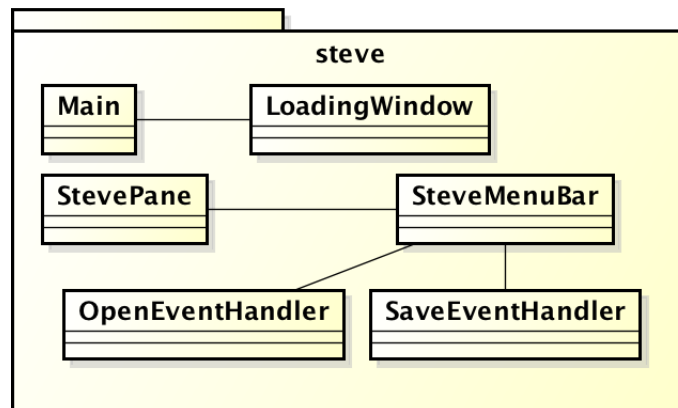 steve
Main
LoadingWindow
StevePane
SteveMenuBar
OpenEventHandler
SaveEventHandler